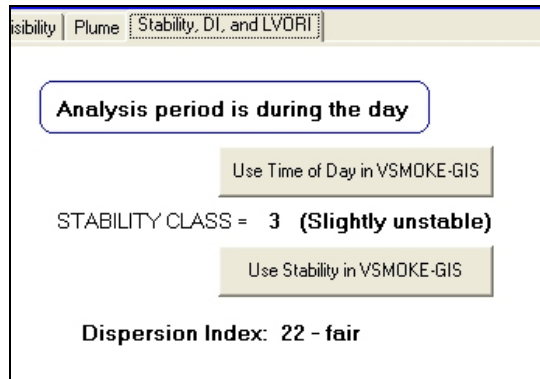 isibility Plume Stability, DI, and LVORI
Analysis period is during the day
Use Time of Day in VSMOKE-GIS
STABILITY CLASS = 3 (Slightly unstable)
Use Stability in VSMOKE-GIS
Dispersion Index: 22 - fair